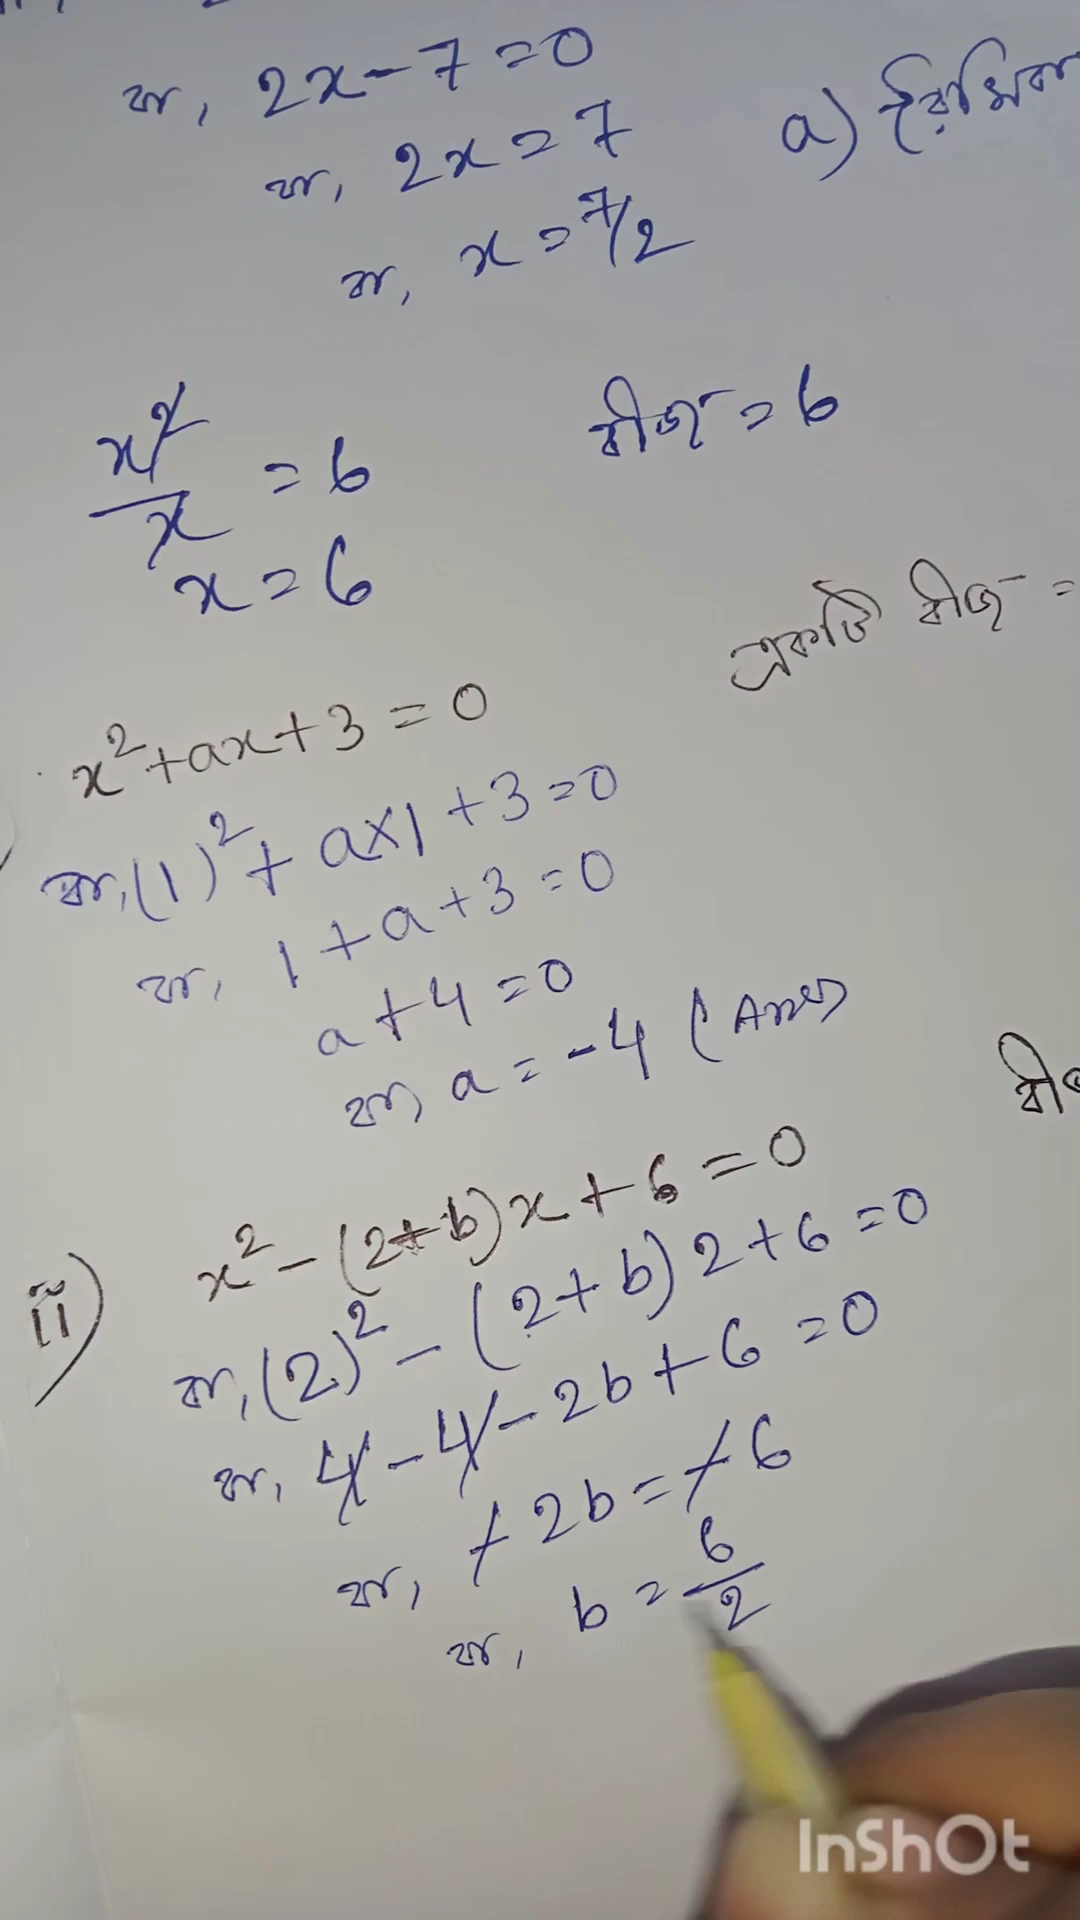 বা, 2x - 7 = 0
বা, 2x = 7
a)
বা, x = 7/2
x²/x = 6
বীজ = 6
x = 6
একটি বীজ =
x² + ax + 3 = 0
বা, (1)² + a×1 + 3 = 0
বা, 1 + a + 3 = 0
a + 4 = 0
বা, a = -4 (Ans)
ii) x² - (2+b)x + 6 = 0
বা, (2)² - (2+b)2 + 6 = 0
বা, 4 - 4 - 2b + 6 = 0
বা, -2b = -6
বা, b = 6/2
InShOt